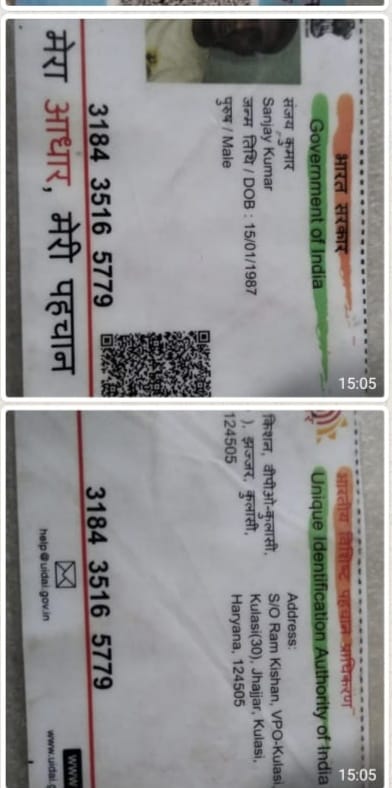 भारत सरकार
Government of India
संजय कुमार
Sanjay Kumar
जन्म तिथि / DOB : 15/01/1987
पुरुष / Male
3184 3516 5779
मेरा आधार, मेरी पहचान
15:05
भारतीय विशिष्ट पहचान प्राधिकरण
Unique Identification Authority of India
किशन, वीपीओ-कुलासी,
), झज्जर, कुलासी,
124505
Address:
S/O Ram Kishan, VPO-Kulasi
Kulasi(30), Jhajjar, Kulasi,
Haryana, 124505
3184 3516 5779
help@uidai.gov.in
www
www.uidai.g
15:05